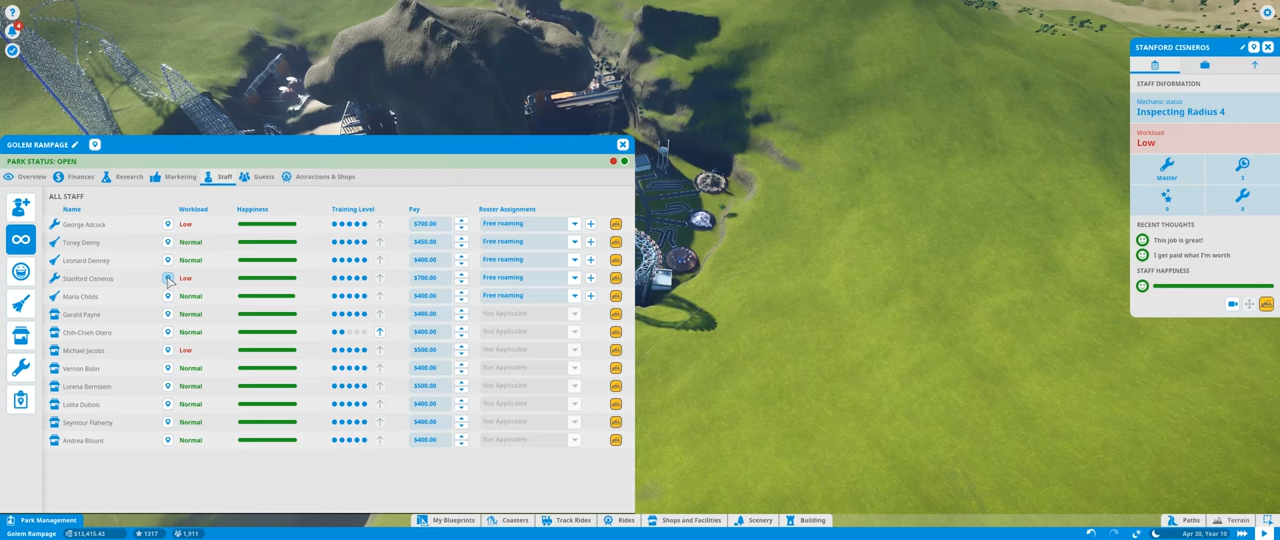 ?
4
GOLEM RAMPAGE
PARK STATUS: OPEN
Overview Finances Research Marketing Staff Guests Attractions & Shops
ALL STAFF
Name Workload Happiness Training Level Pay Roster Assignment
George Adcock Low $700.00 Free roaming
Toney Denny Normal $450.00 Free roaming
Leonard Denney Normal $400.00 Free roaming
Stanford Cisneros Low $700.00 Free roaming
Maria Childs Normal $400.00 Free roaming
Gerald Payne Normal $400.00 Not Applicable
Chih-Chieh Otero Normal $400.00 Not Applicable
Michael Jacobs Low $500.00 Not Applicable
Vernon Bolin Normal $400.00 Not Applicable
Lorena Bernstein Normal $500.00 Not Applicable
Lolita Dubois Normal $400.00 Not Applicable
Seymour Flaherty Normal $400.00 Not Applicable
Andrea Blount Normal $400.00 Not Applicable
STANFORD CISNEROS
STAFF INFORMATION
Mechanic status
Inspecting Radius 4
Workload
Low
Master 3
0 0
RECENT THOUGHTS
This job is great!
I get paid what I'm worth
STAFF HAPPINESS
Park Management My Blueprints Coasters Track Rides Rides Shops and Facilities Scenery Building Paths Terrain
Golem Rampage $13,415.43 1317 1,911 Apr 30, Year 10